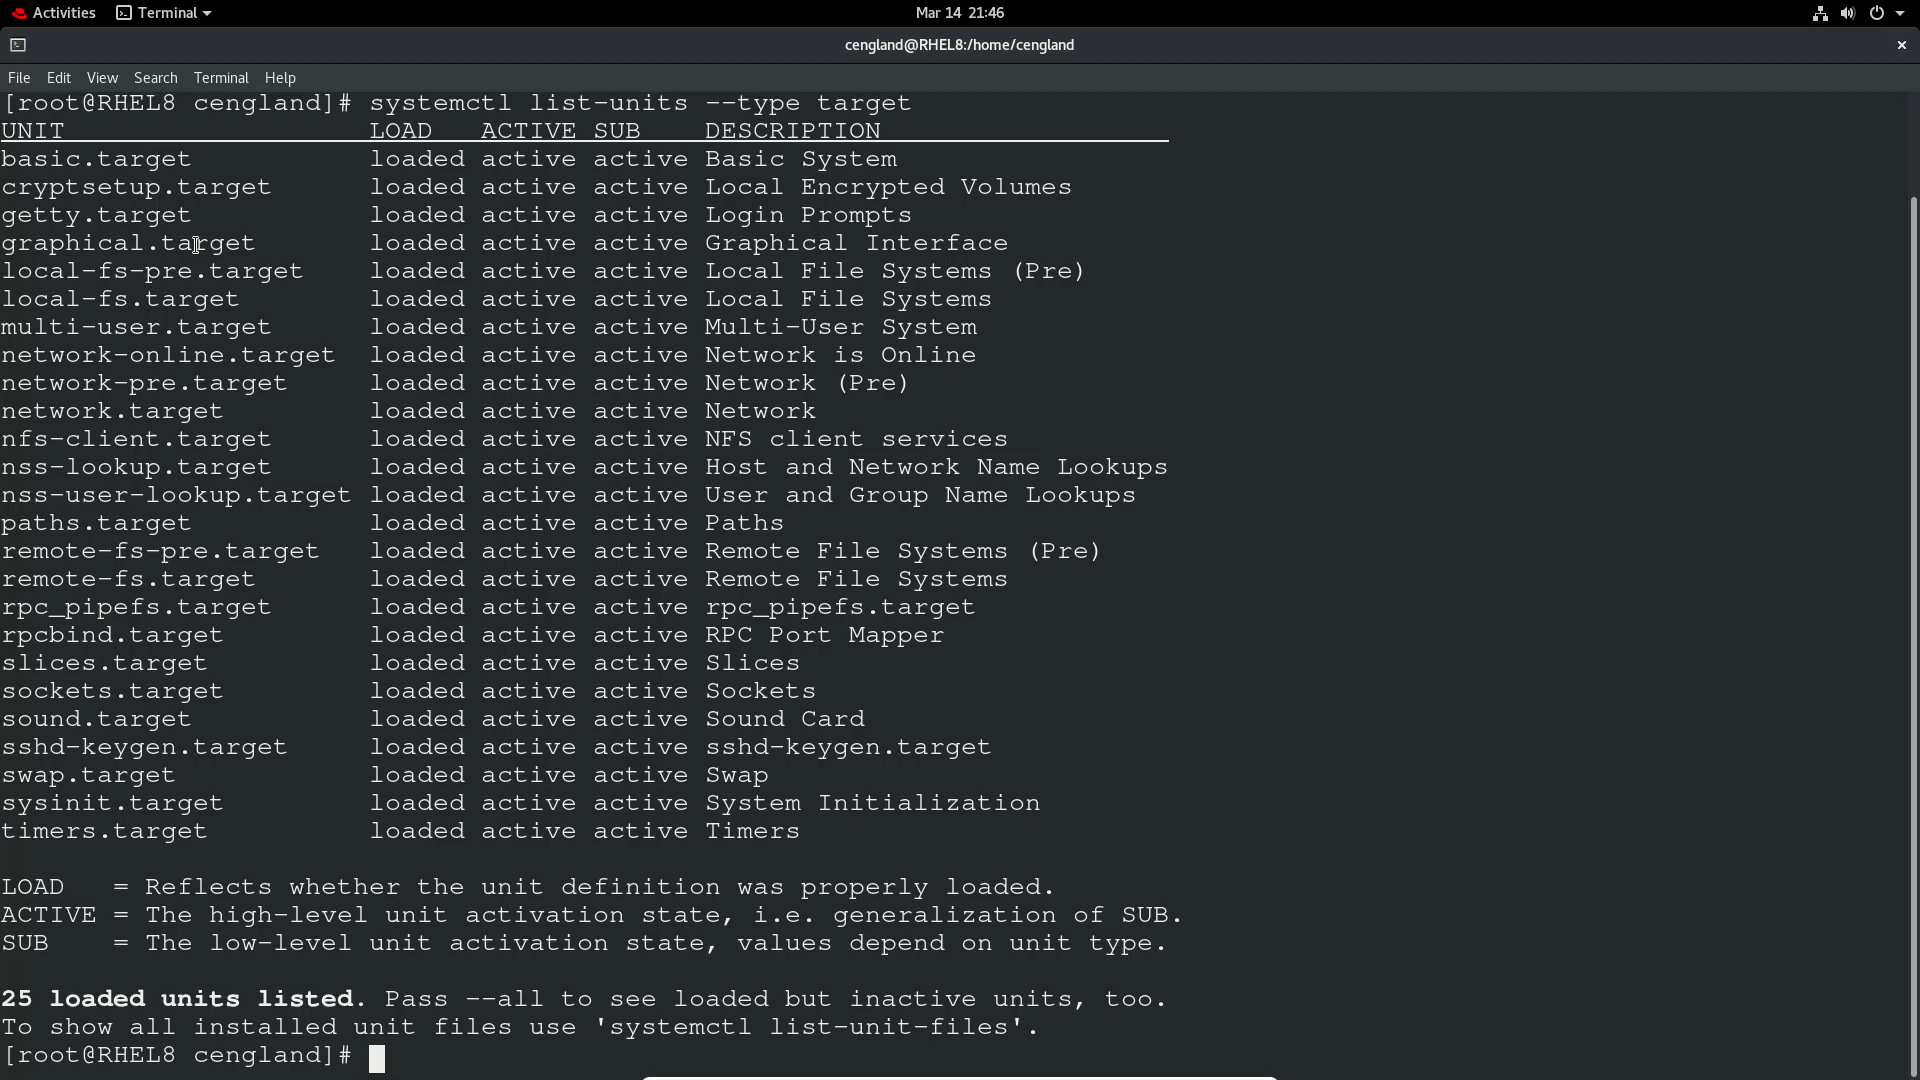 Activities Terminal Mar 14 21:46
cengland@RHEL8:/home/cengland
File Edit View Search Terminal Help
[root@RHEL8 cengland]# systemctl list-units --type target
UNIT LOAD ACTIVE SUB DESCRIPTION
basic.target loaded active active Basic System
cryptsetup.target loaded active active Local Encrypted Volumes
getty.target loaded active active Login Prompts
graphical.target loaded active active Graphical Interface
local-fs-pre.target loaded active active Local File Systems (Pre)
local-fs.target loaded active active Local File Systems
multi-user.target loaded active active Multi-User System
network-online.target loaded active active Network is Online
network-pre.target loaded active active Network (Pre)
network.target loaded active active Network
nfs-client.target loaded active active NFS client services
nss-lookup.target loaded active active Host and Network Name Lookups
nss-user-lookup.target loaded active active User and Group Name Lookups
paths.target loaded active active Paths
remote-fs-pre.target loaded active active Remote File Systems (Pre)
remote-fs.target loaded active active Remote File Systems
rpc_pipefs.target loaded active active rpc_pipefs.target
rpcbind.target loaded active active RPC Port Mapper
slices.target loaded active active Slices
sockets.target loaded active active Sockets
sound.target loaded active active Sound Card
sshd-keygen.target loaded active active sshd-keygen.target
swap.target loaded active active Swap
sysinit.target loaded active active System Initialization
timers.target loaded active active Timers
LOAD = Reflects whether the unit definition was properly loaded.
ACTIVE = The high-level unit activation state, i.e. generalization of SUB.
SUB = The low-level unit activation state, values depend on unit type.
25 loaded units listed. Pass --all to see loaded but inactive units, too.
To show all installed unit files use 'systemctl list-unit-files'.
[root@RHEL8 cengland]#